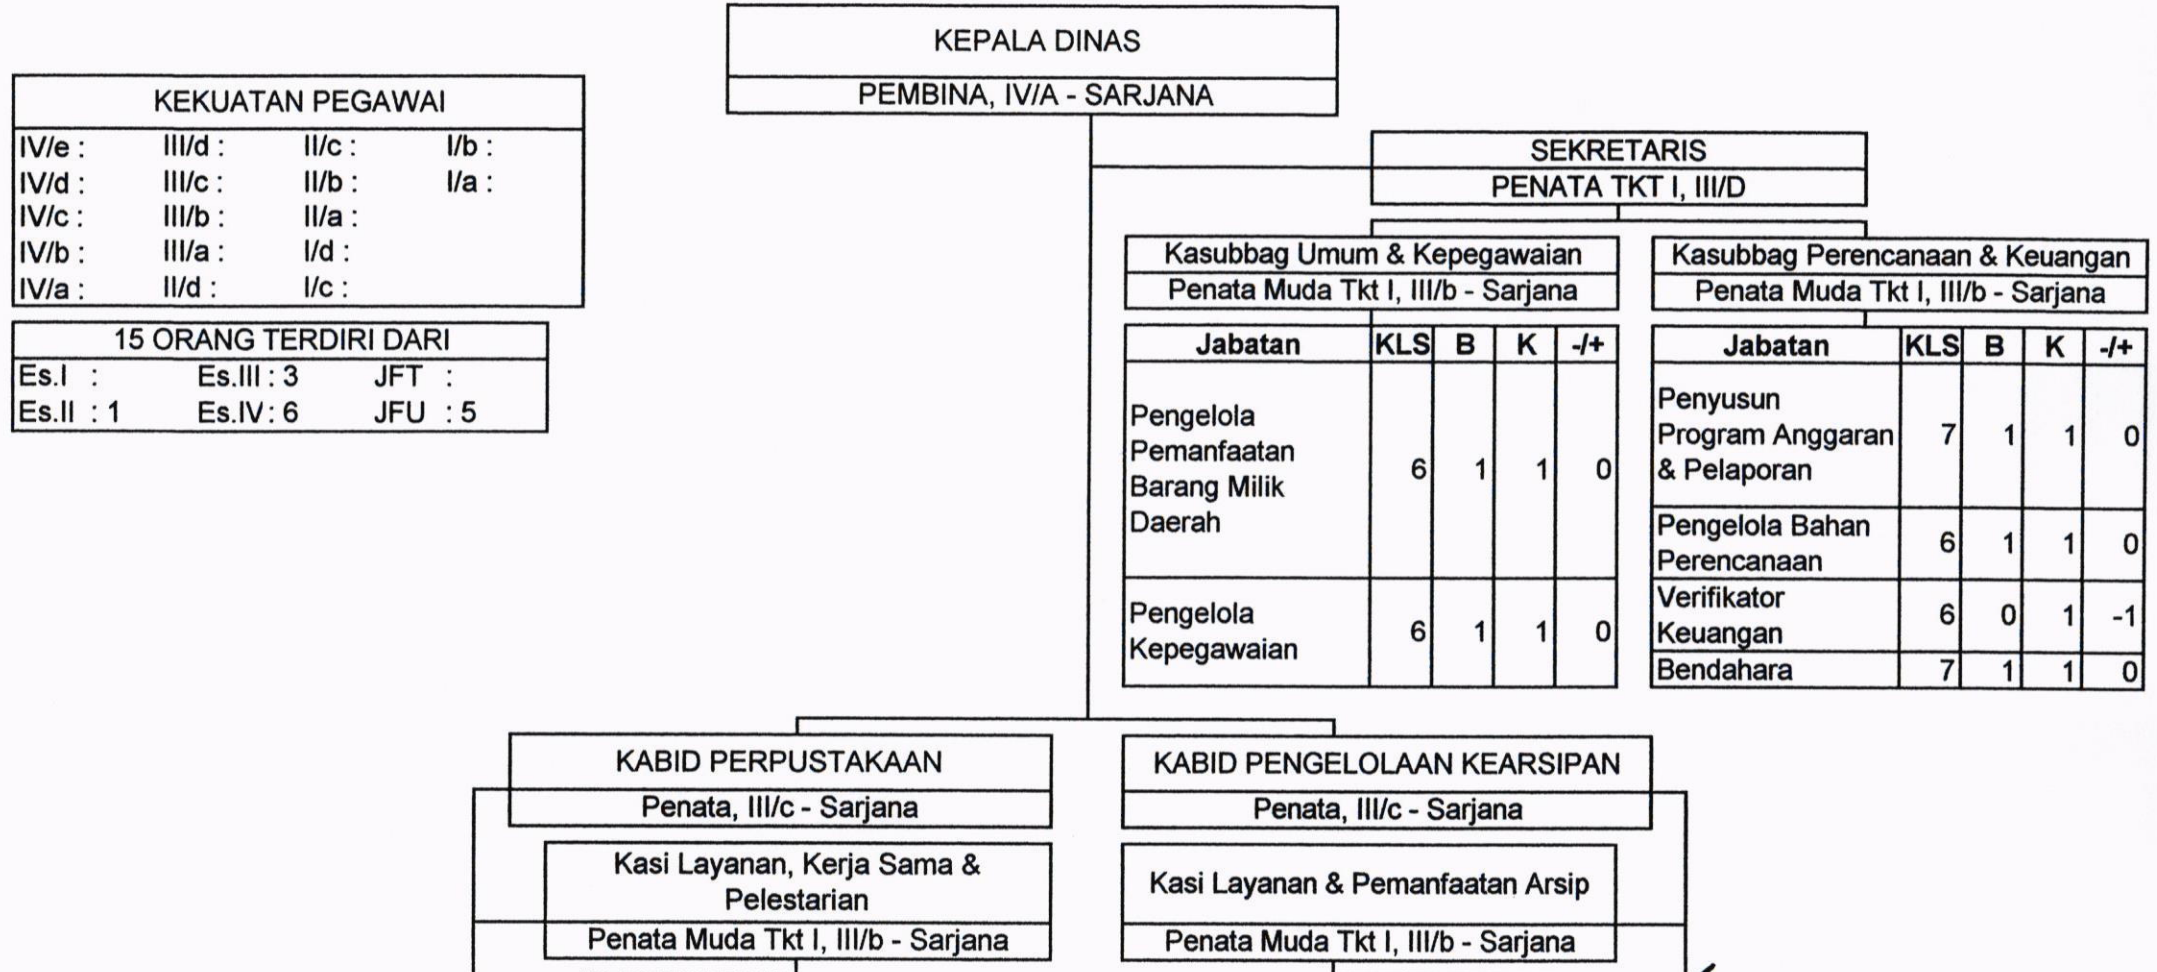 KEPALA DINAS
PEMBINA, IV/A - SARJANA
KEKUATAN PEGAWAI
IV/e : III/d : II/c : I/b :
IV/d : III/c : II/b : I/a :
IV/c : III/b : II/a :
IV/b : III/a : I/d :
IV/a : II/d : I/c :
15 ORANG TERDIRI DARI
Es.I : Es.III : 3 JFT :
Es.II : 1 Es.IV : 6 JFU : 5
SEKRETARIS
PENATA TKT I, III/D
Kasubbag Umum & Kepegawaian
Penata Muda Tkt I, III/b - Sarjana
Jabatan KLS B K -/+
Pengelola
Pemanfaatan
Barang Milik
Daerah
6 1 1 0
Pengelola
Kepegawaian
6 1 1 0
Kasubbag Perencanaan & Keuangan
Penata Muda Tkt I, III/b - Sarjana
Jabatan KLS B K -/+
Penyusun
Program Anggaran
& Pelaporan
7 1 1 0
Pengelola Bahan
Perencanaan
6 1 1 0
Verifikator
Keuangan
6 0 1 -1
Bendahara 7 1 1 0
KABID PERPUSTAKAAN
Penata, III/c - Sarjana
Kasi Layanan, Kerja Sama &
Pelestarian
Penata Muda Tkt I, III/b - Sarjana
KABID PENGELOLAAN KEARSIPAN
Penata, III/c - Sarjana
Kasi Layanan & Pemanfaatan Arsip
Penata Muda Tkt I, III/b - Sarjana